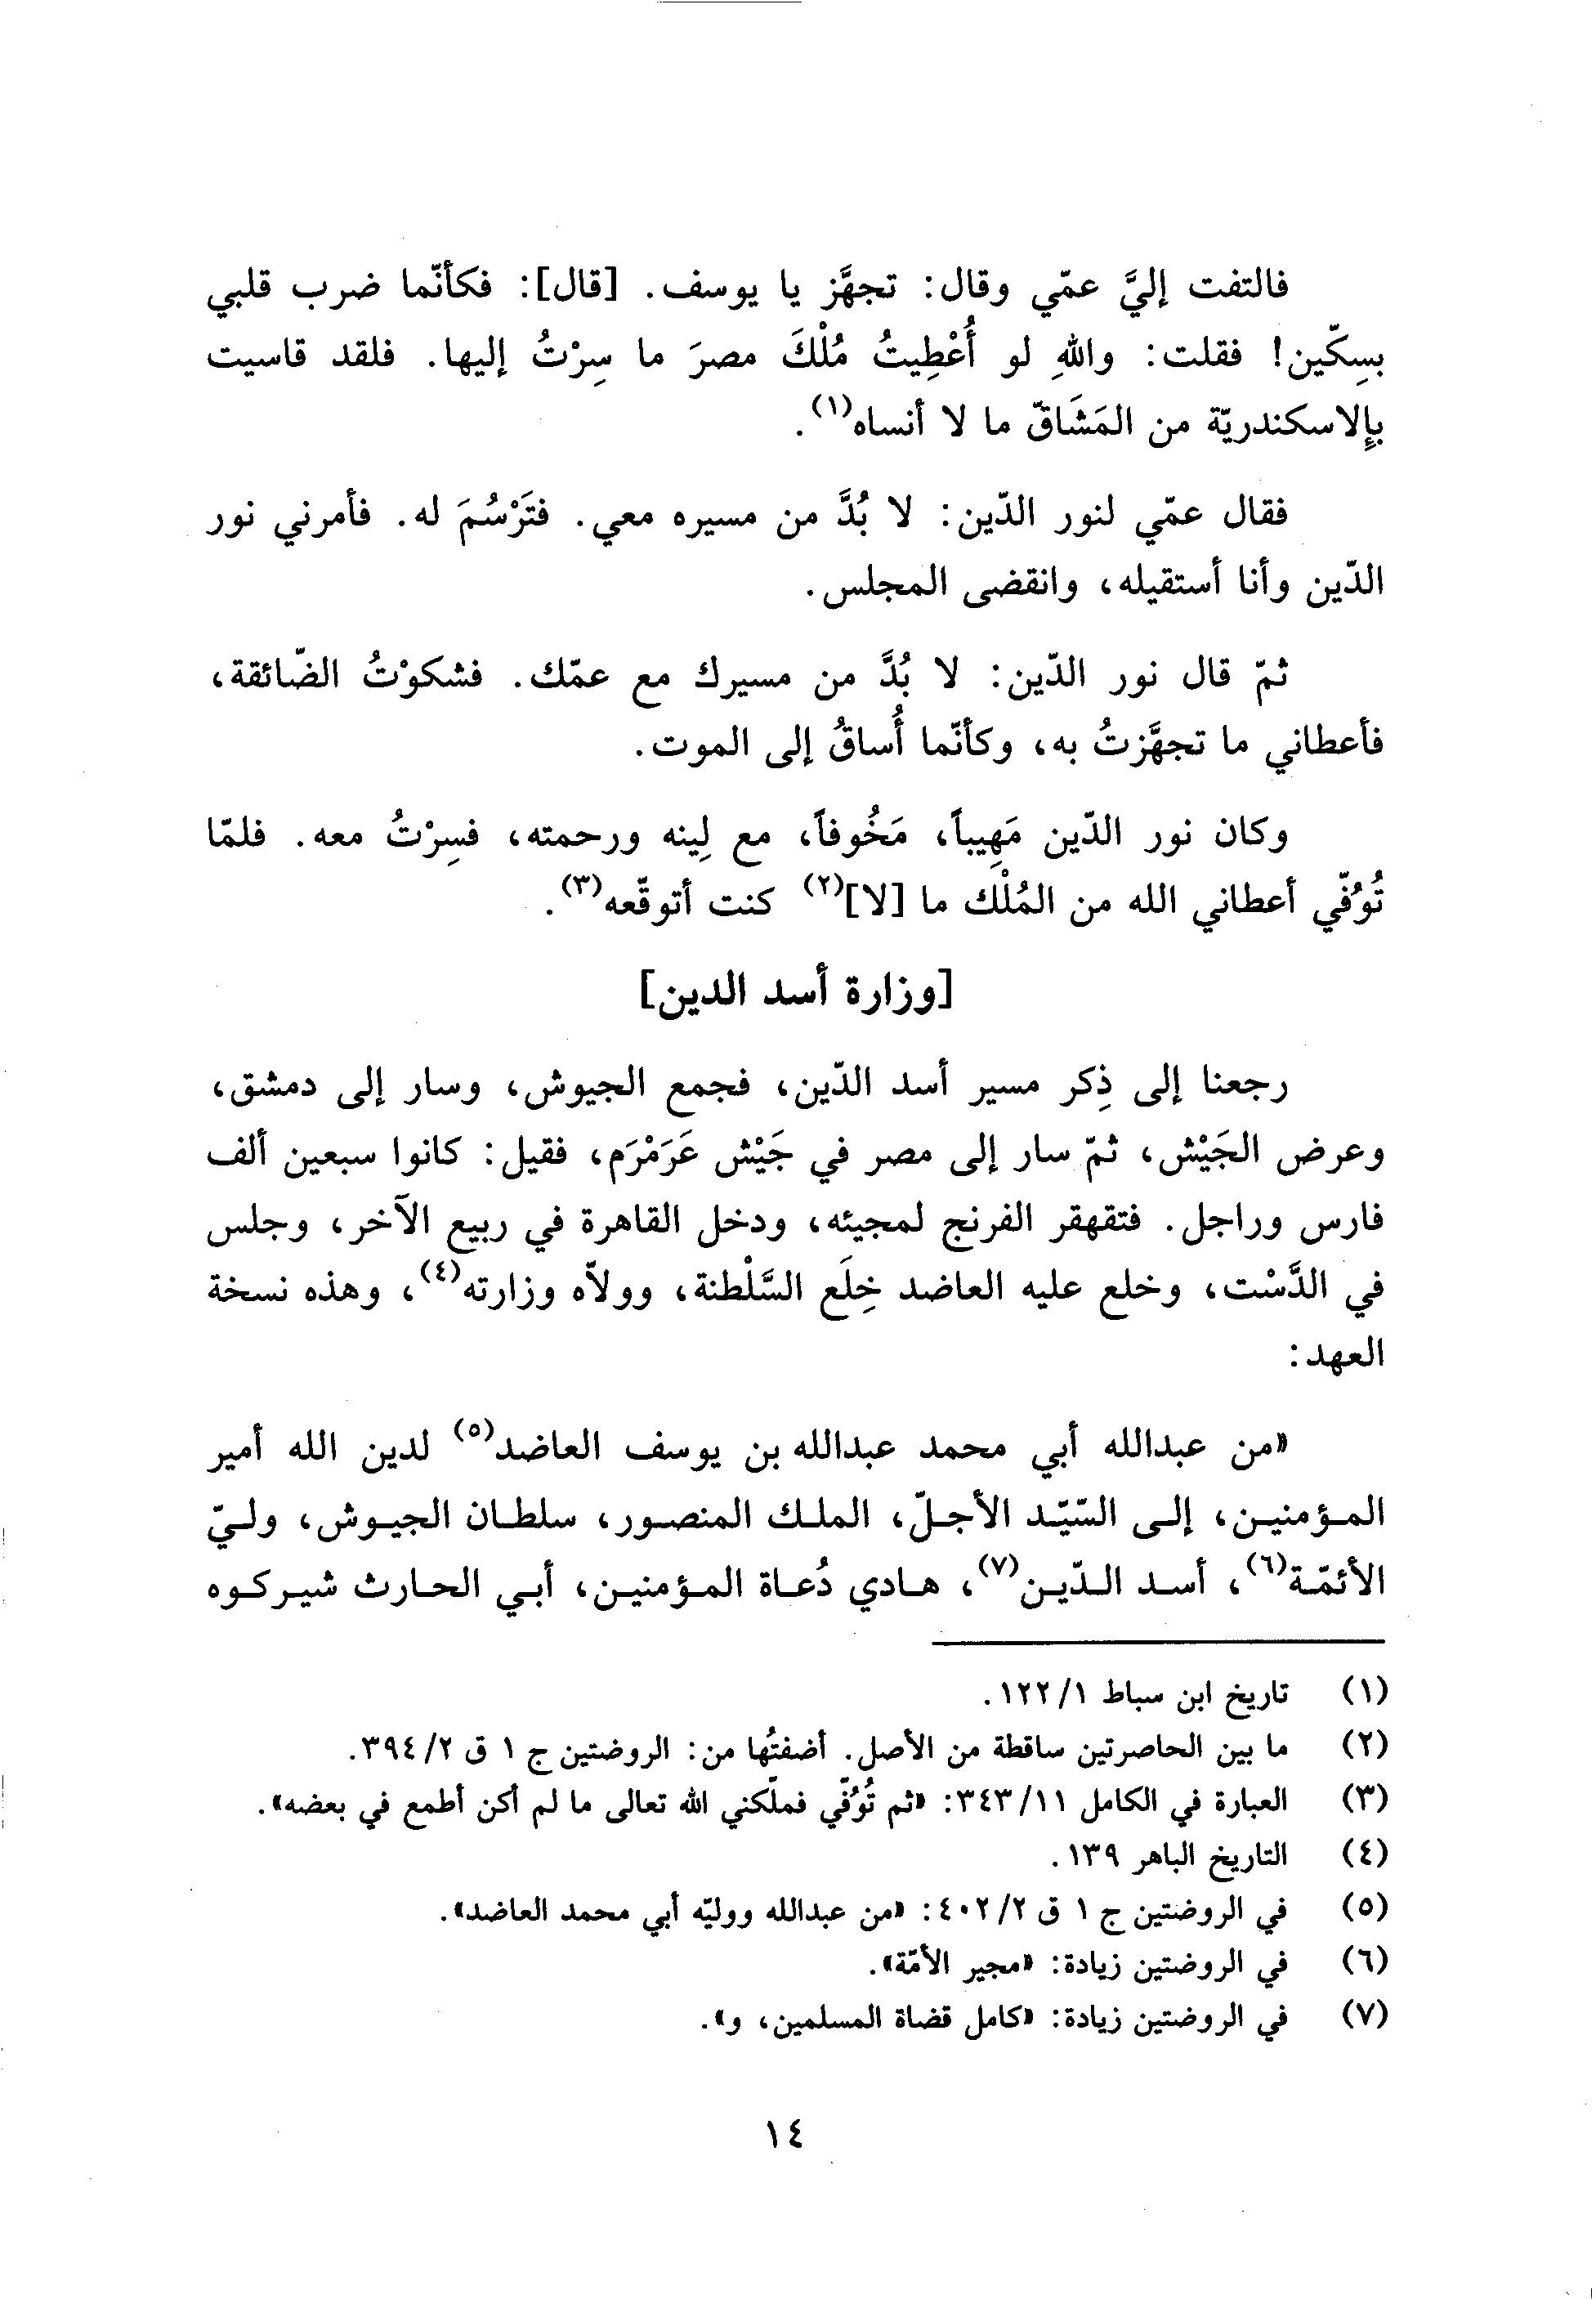 فالتفت إليَّ عمّي وقال: تجهَّز يا يوسف. [قال]: فكأنّما ضرب قلبي
بسِكّين! فقلت: واللهِ لو أُعْطِيتُ مُلْكَ مصرَ ما سِرْتُ إليها. فلقد قاسيت
بإلاسكندريّة من المَشَاقّ ما لا أنساه(١).
فقال عمّي لنور الدّين: لا بُدَّ من مسيره معي. فتَرْسُمَ له. فأمرني نور
الدّين وأنا أستقيله، وانقضى المجلس.
ثمّ قال نور الدّين: لا بُدَّ من مسيرك مع عمّك. فشكوْتُ الضّائقة،
فأعطاني ما تجهَّزتُ به، وكأنّما أُساقُ إلى الموت.
وكان نور الدّين مَهِيباً، مَخُوفاً، مع لِينه ورحمته، فسِرْتُ معه. فلمّا
تُوُفّي أعطاني الله من المُلْك ما [لا](٢) كنت أتوقّعه(٣).
[وزارة أسد الدين]
رجعنا إلى ذِكر مسير أسد الدّين، فجمع الجيوش، وسار إلى دمشق،
وعرض الجَيْش، ثمّ سار إلى مصر في جَيْش عَرَمْرَم، فقيل: كانوا سبعين ألف
فارس وراجل. فتقهقر الفرنج لمجيئه، ودخل القاهرة في ربيع الآخر، وجلس
في الدَّسْت، وخلع عليه العاضد خِلَع السَّلْطنة، وولاّه وزارته(٤)، وهذه نسخة
العهد:
«من عبدالله أبي محمد عبدالله بن يوسف العاضد(٥) لدين الله أمير
المؤمنين، إلى السّيّد الأجلّ، الملك المنصور، سلطان الجيوش، وليّ
الأئمّة(٦)، أسد الدّين(٧)، هادي دُعاة المؤمنين، أبي الحارث شيركوه
(١) تاريخ ابن سباط ١/١٢٢.
(٢) ما بين الحاصرتين ساقطة من الأصل. أضفتُها من: الروضتين ج ١ ق ٢/٣٩٤.
(٣) العبارة في الكامل ١١/٣٤٣: «ثم تُوُفّي فملّكني الله تعالى ما لم أكن أطمع في بعضه».
(٤) التاريخ الباهر ١٣٩.
(٥) في الروضتين ج ١ ق ٢/٤٠٢: «من عبدالله ووليّه أبي محمد العاضد».
(٦) في الروضتين زيادة: «مجير الأمّة».
(٧) في الروضتين زيادة: «كامل قضاة المسلمين، و».
١٤